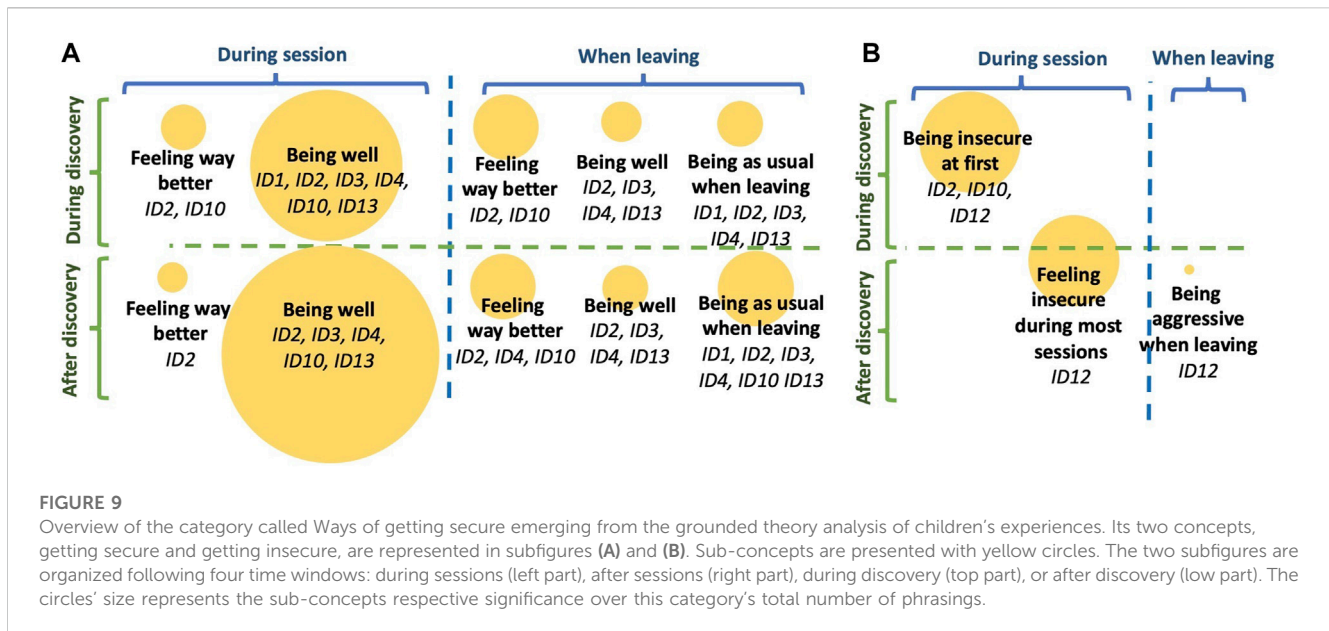 A
During session
When leaving
During discovery
Feeling way
better
ID2, ID10
Being well
ID1, ID2, ID3, ID4,
ID10, ID13
Feeling
way better
ID2, ID10
Being well
ID2, ID3,
ID4, ID13
Being as usual
when leaving
ID1, ID2, ID3,
ID4, ID13
After discovery
Feeling way
better
ID2
Being well
ID2, ID3, ID4,
ID10, ID13
Feeling
way better
ID2, ID4, ID10
Being well
ID2, ID3,
ID4, ID13
Being as usual
when leaving
ID1, ID2, ID3,
ID4, ID10 ID13
B
During session
When leaving
During discovery
Being insecure
at first
ID2, ID10,
ID12
After discovery
Feeling
insecure
during most
sessions
ID12
Being
aggressive
when leaving
ID12
FIGURE 9
Overview of the category called Ways of getting secure emerging from the grounded theory analysis of children's experiences. Its two concepts,
getting secure and getting insecure, are represented in subfigures (A) and (B). Sub-concepts are presented with yellow circles. The two subfigures are
organized following four time windows: during sessions (left part), after sessions (right part), during discovery (top part), or after discovery (low part). The
circles' size represents the sub-concepts respective significance over this category's total number of phrasings.